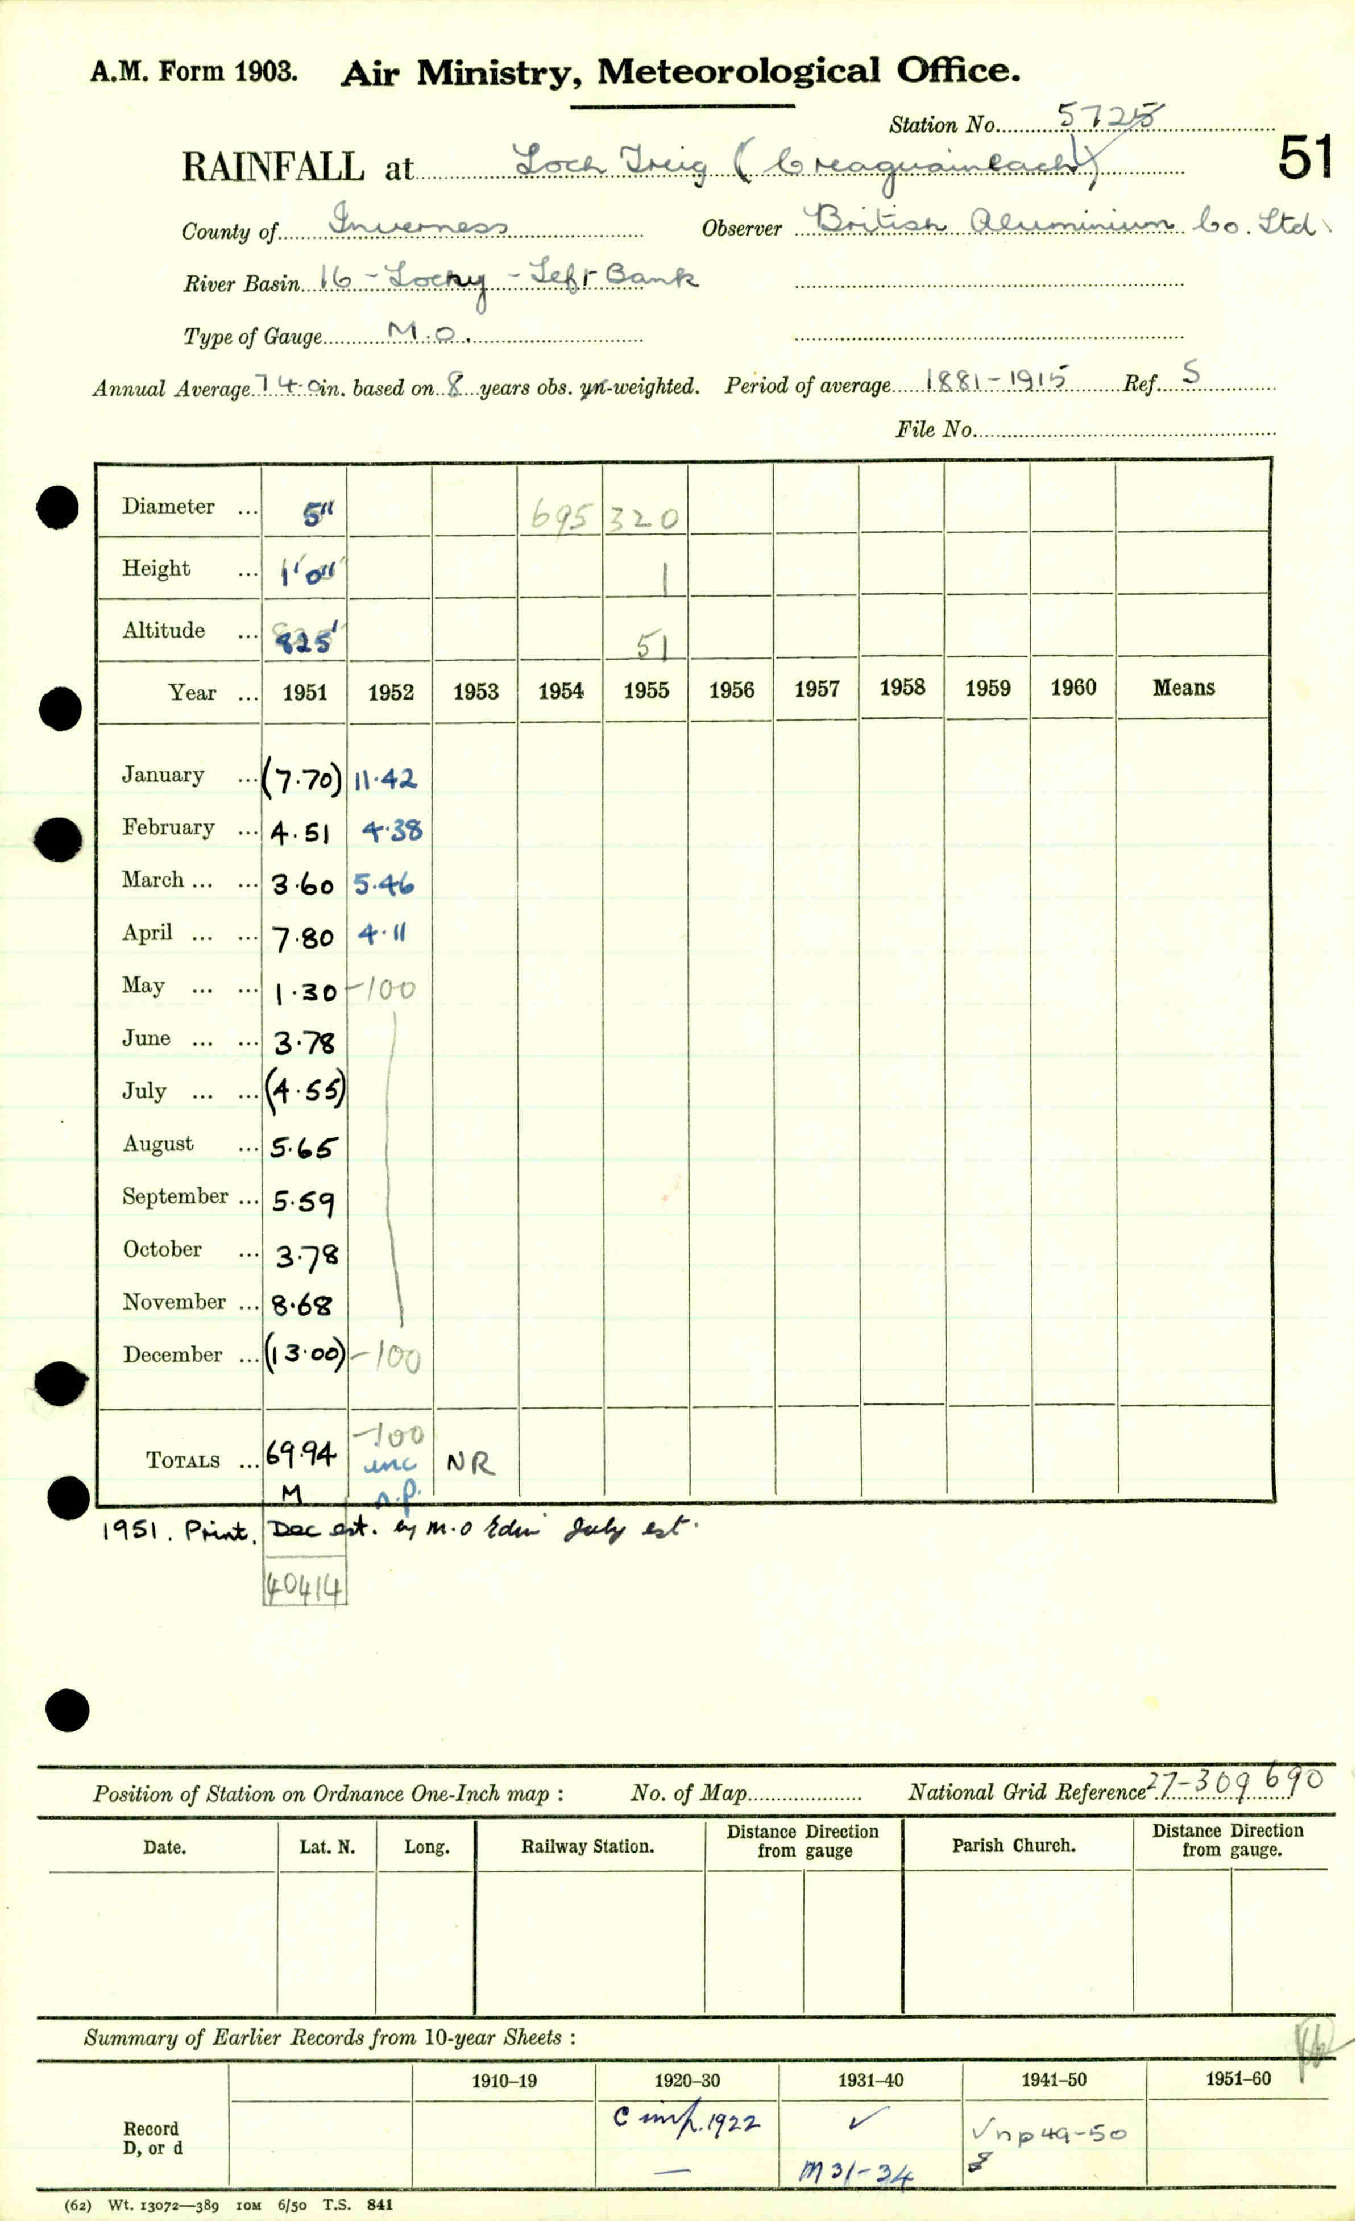 A.M. Form 1903. Air Ministry, Meteorological Office.
Station No. 5725
RAINFALL at Loch Treig (Creaguaineach) 51
County of Inverness Observer British Aluminium Co. Ltd
River Basin 16 - Lochy - Left Bank
Type of Gauge M.O.
Annual Average 74.0 in. based on 8 years obs. un-weighted. Period of average 1881-1915 Ref. S
File No.
Diameter ... 5" 695 320
Height ... 1'0" 1
Altitude ... 825' 51
Year ... 1951 1952 1953 1954 1955 1956 1957 1958 1959 1960 Means
January ... (7.70) 11.42
February ... 4.51 4.38
March ... ... 3.60 5.46
April ... ... 7.80 4.11
May ... ... 1.30 -100
June ... ... 3.78
July ... ... (4.55)
August ... 5.65
September ... 5.59
October ... 3.78
November ... 8.68
December ... (13.00) -100
TOTALS ... 69.94 -100 NR
inc
M n.p.
1951. Print. Dec est. by M.O Edin July est.
40414
Position of Station on Ordnance One-Inch map : No. of Map National Grid Reference 27-309 690
Date. Lat. N. Long. Railway Station. Distance from Direction gauge Parish Church. Distance from Direction gauge.
Summary of Earlier Records from 10-year Sheets :
1910-19 1920-30 1931-40 1941-50 1951-60
Record C imp. 1922 ✓ ✓ n p 49-50
D, or d — M 31-34
(62) Wt. 13072—389 10M 6/50 T.S. 841